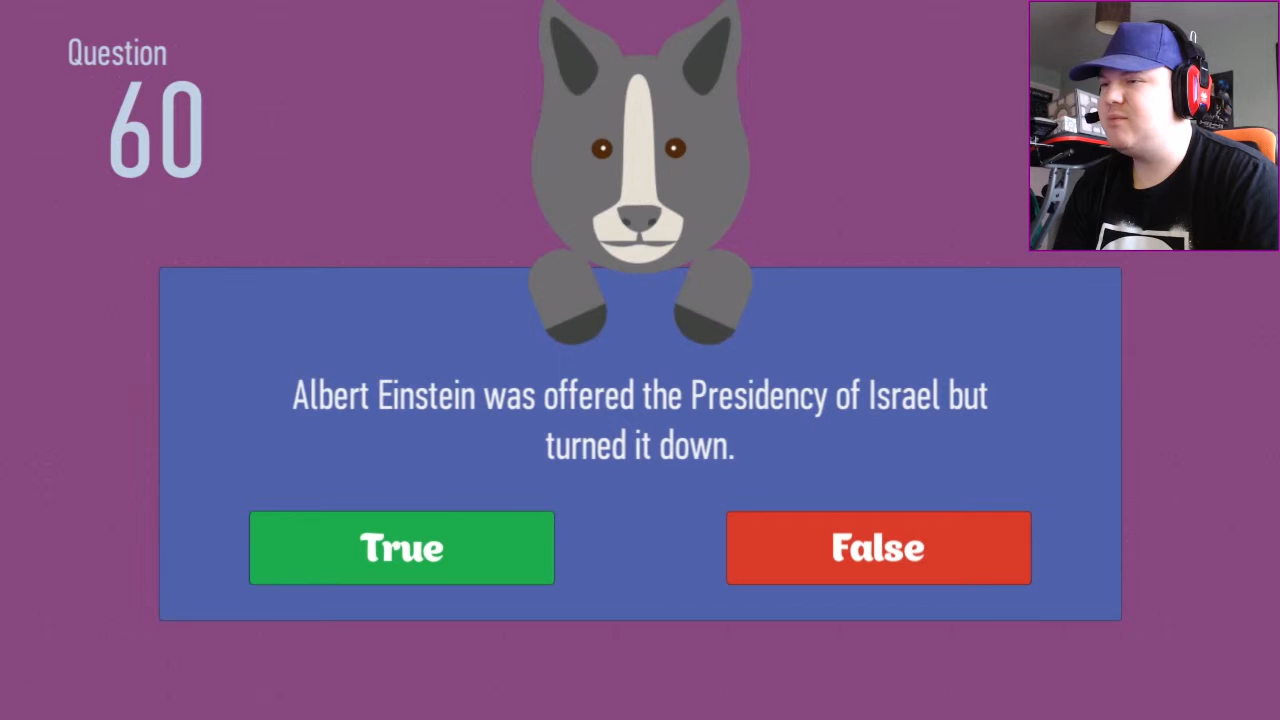 Question
60
Albert Einstein was offered the Presidency of Israel but
turned it down.
True
False